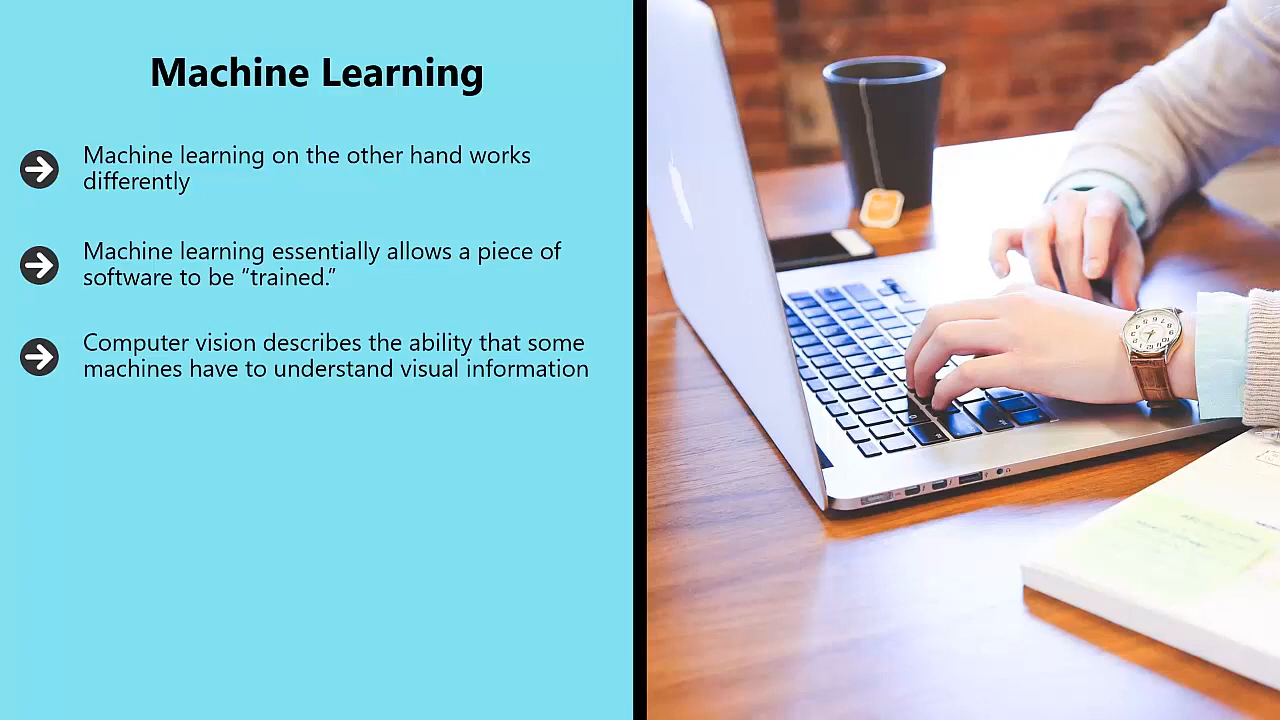 Machine Learning
Machine learning on the other hand works
differently
Machine learning essentially allows a piece of
software to be “trained.”
Computer vision describes the ability that some
machines have to understand visual information